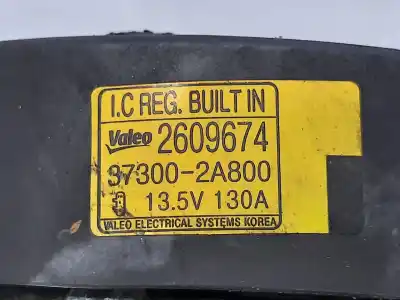 I.C REG. BUILT IN
Valeo 2609674
37300-2A800
13.5V 130A
VALEO ELECTRICAL SYSTEMS KOREA